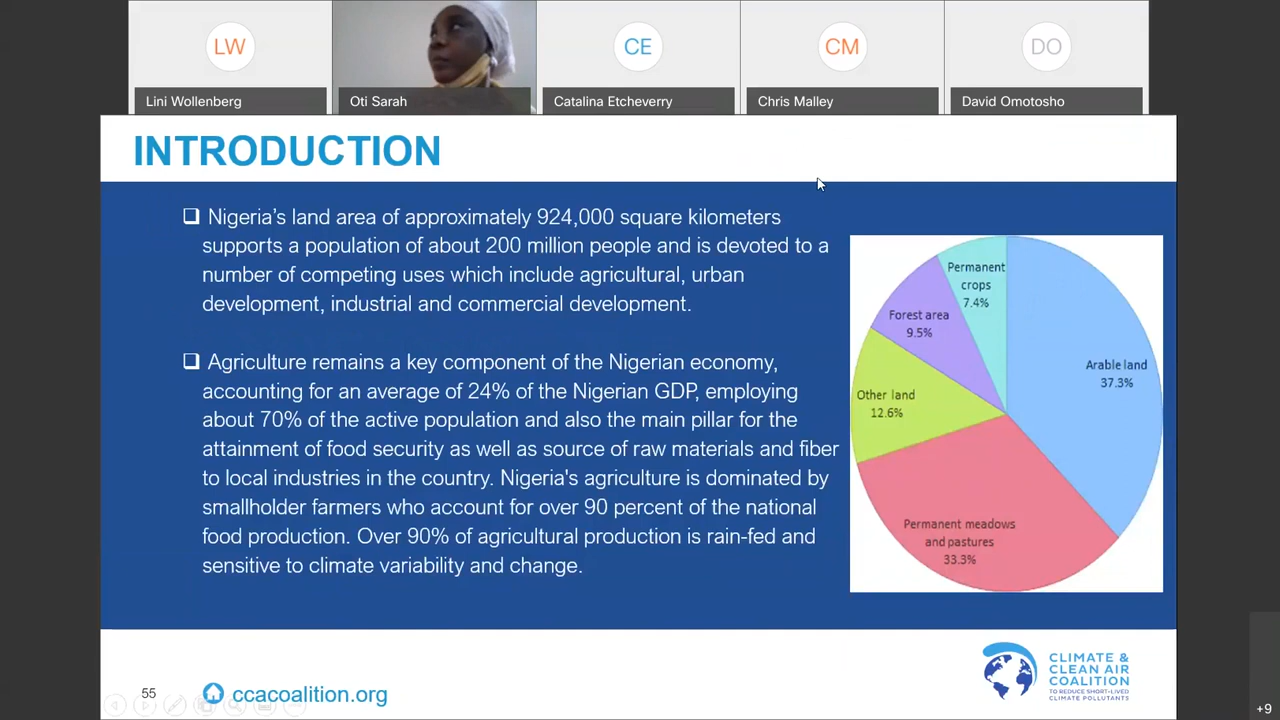 LW
CE
CM
DO
Lini Wollenberg
Oti Sarah
Catalina Etcheverry
Chris Malley
David Omotosho
INTRODUCTION
Nigeria's land area of approximately 924,000 square kilometers
supports a population of about 200 million people and is devoted to a
number of competing uses which include agricultural, urban
development, industrial and commercial development.
Agriculture remains a key component of the Nigerian economy,
accounting for an average of 24% of the Nigerian GDP, employing
about 70% of the active population and also the main pillar for the
attainment of food security as well as source of raw materials and fiber
to local industries in the country. Nigeria's agriculture is dominated by
smallholder farmers who account for over 90 percent of the national
food production. Over 90% of agricultural production is rain-fed and
sensitive to climate variability and change.
Permanent
crops
7.4%
Forest area
9.5%
Arable land
37.3%
Other land
12.6%
Permanent meadows
and pastures
33.3%
55
ccacoalition.org
CLIMATE &
CLEAN AIR
COALITION
TO REDUCE SHORT-LIVED
CLIMATE POLLUTANTS
+9